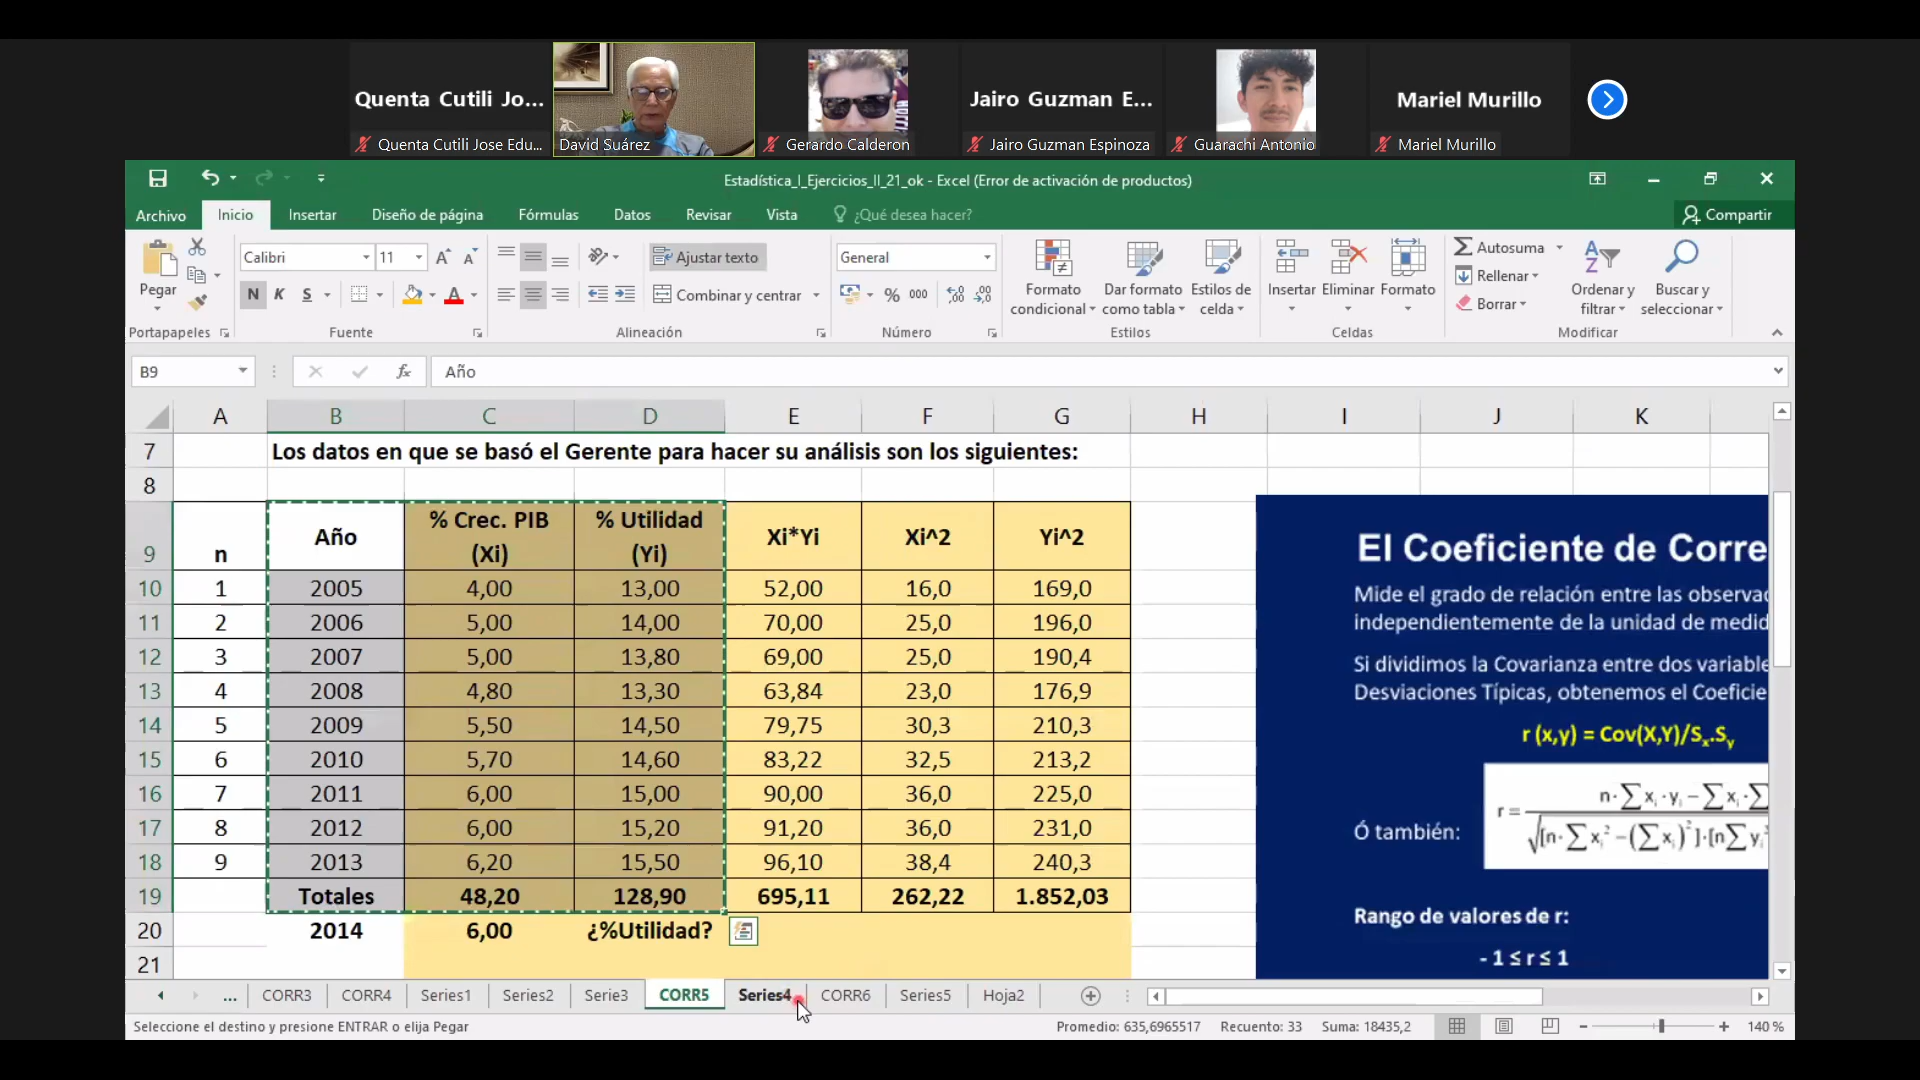 Quenta Cutili Jo...
Jairo Guzman E...
Mariel Murillo
Quenta Cutili Jose Edu...
David Suárez
Gerardo Calderon
Jairo Guzman Espinoza
Guarachi Antonio
Mariel Murillo
Estadística_I_Ejercicios_II_21_ok - Excel (Error de activación de productos)
Archivo Inicio Insertar Diseño de página Fórmulas Datos Revisar Vista ¿Qué desea hacer? Compartir
Calibri 11 Ajustar texto General Autosuma
Pegar N K S Combinar y centrar % 000 Formato condicional Dar formato como tabla Estilos de celda Insertar Eliminar Formato Rellenar Borrar Ordenar y filtrar Buscar y seleccionar
Portapapeles Fuente Alineación Número Estilos Celdas Modificar
B9 fx Año
A B C D E F G H I J K
7 Los datos en que se basó el Gerente para hacer su análisis son los siguientes:
8
9 n Año % Crec. PIB (Xi) % Utilidad (Yi) Xi*Yi Xi^2 Yi^2
10 1 2005 4,00 13,00 52,00 16,0 169,0
11 2 2006 5,00 14,00 70,00 25,0 196,0
12 3 2007 5,00 13,80 69,00 25,0 190,4
13 4 2008 4,80 13,30 63,84 23,0 176,9
14 5 2009 5,50 14,50 79,75 30,3 210,3
15 6 2010 5,70 14,60 83,22 32,5 213,2
16 7 2011 6,00 15,00 90,00 36,0 225,0
17 8 2012 6,00 15,20 91,20 36,0 231,0
18 9 2013 6,20 15,50 96,10 38,4 240,3
19 Totales 48,20 128,90 695,11 262,22 1.852,03
20 2014 6,00 ¿%Utilidad?
21
El Coeficiente de Corre
Mide el grado de relación entre las observa
independientemente de la unidad de medid
Si dividimos la Covarianza entre dos variable
Desviaciones Típicas, obtenemos el Coeficie
r (x,y) = Cov(X,Y)/Sx.Sy
Ó también:
r = n·∑xi·yi − ∑xi·∑
√[n·∑xi² −(∑xi)²]·[n∑yi
Rango de valores de r:
- 1 ≤ r ≤ 1
... CORR3 CORR4 Series1 Series2 Serie3 CORR5 Series4 CORR6 Series5 Hoja2
Seleccione el destino y presione ENTRAR o elija Pegar
Promedio: 635,6965517 Recuento: 33 Suma: 18435,2 140 %